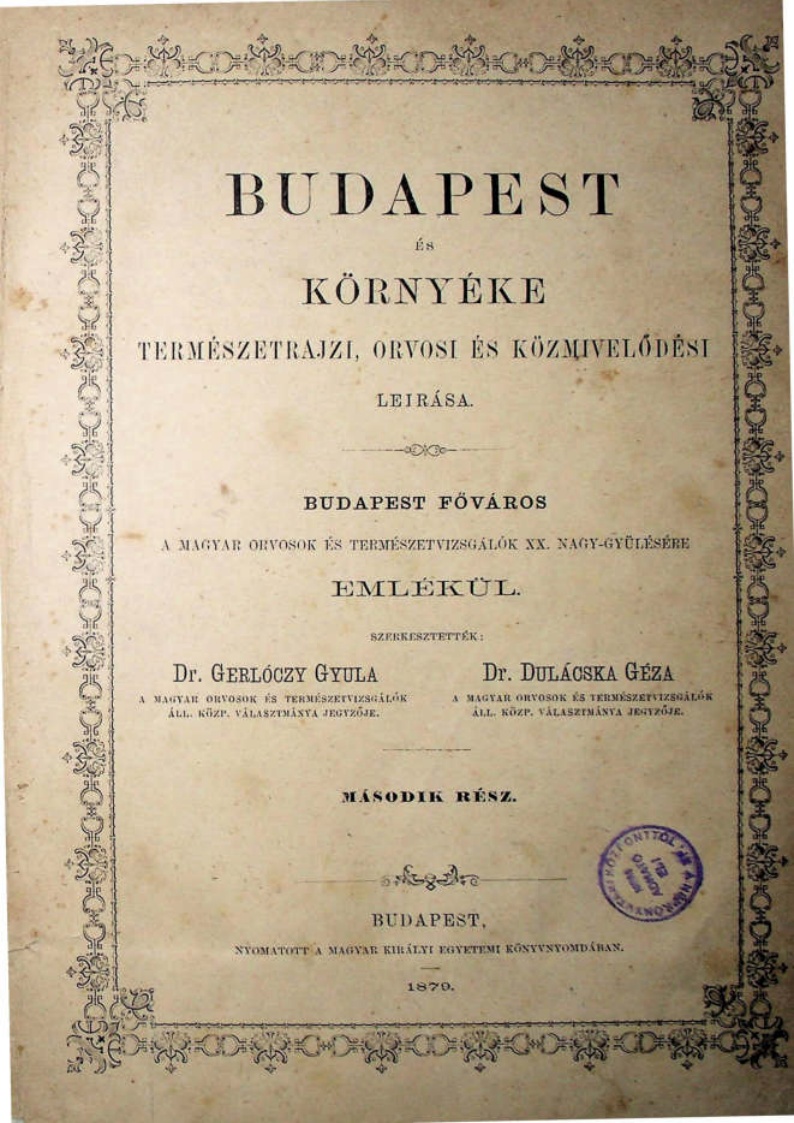 BUDAPEST
ÉS
KÖRNYÉKE
TERMÉSZETRAJZI, ORVOSI ÉS KÖZMIVELŐDÉSI
LEIRÁSA.
BUDAPEST FŐVÁROS
A MAGYAR ORVOSOK ÉS TERMÉSZETVIZSGÁLÓK XX. NAGY-GYÜLÉSÉRE
EMLÉKÜL.
SZERKESZTETTÉK:
Dr. GERLÓCZY GYULA
A MAGYAR ORVOSOK ÉS TERMÉSZETVIZSGÁLÓK
ÁLL. KÖZP. VÁLASZTMÁNYA JEGYZŐJE.
Dr. DULÁCSKA GÉZA
A MAGYAR ORVOSOK ÉS TERMÉSZETVIZSGÁLÓK
ÁLL. KÖZP. VÁLASZTMÁNYA JEGYZŐJE.
MÁSODIK RÉSZ.
BUDAPEST,
NYOMATOTT A MAGYAR KIRÁLYI EGYETEMI KÖNYVNYOMDÁBAN.
1879.